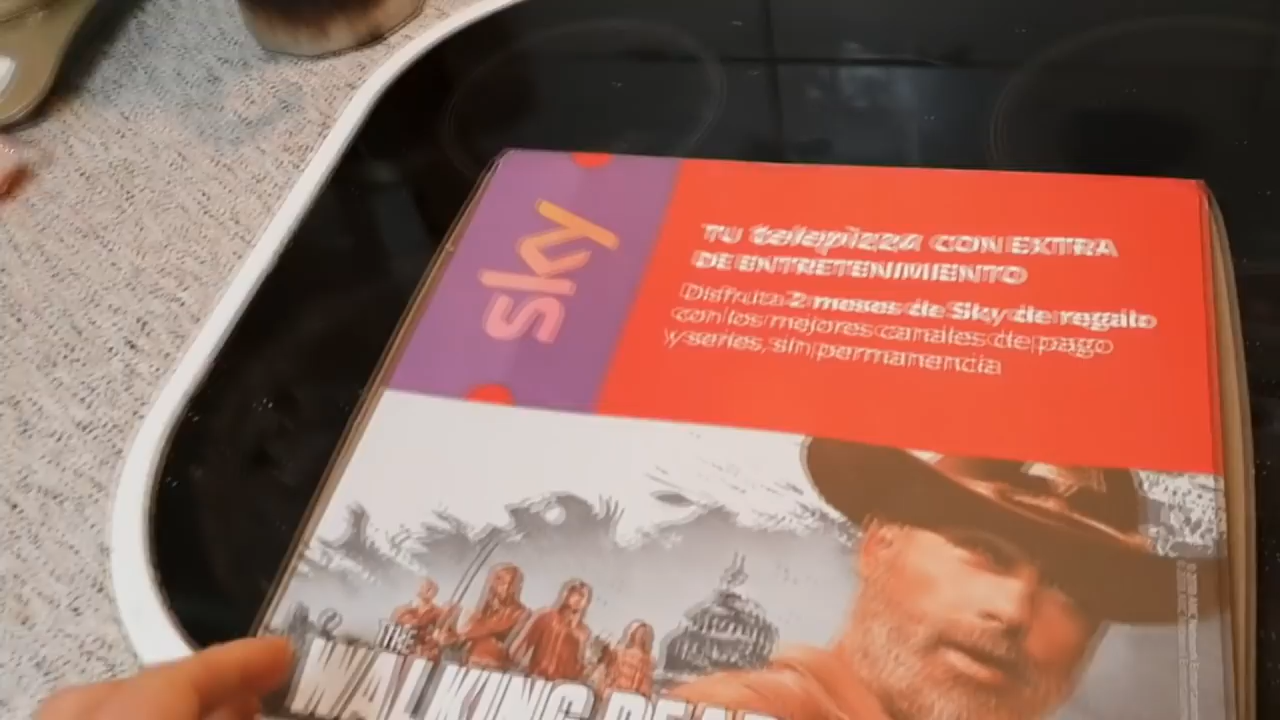 sky
TU telepizza CON EXTRA
DE ENTRETENIMIENTO
Disfruta 2 meses de Sky de regalo
con los mejores canales de pago
y series, sin permanencia
THE
WALKING DEAD